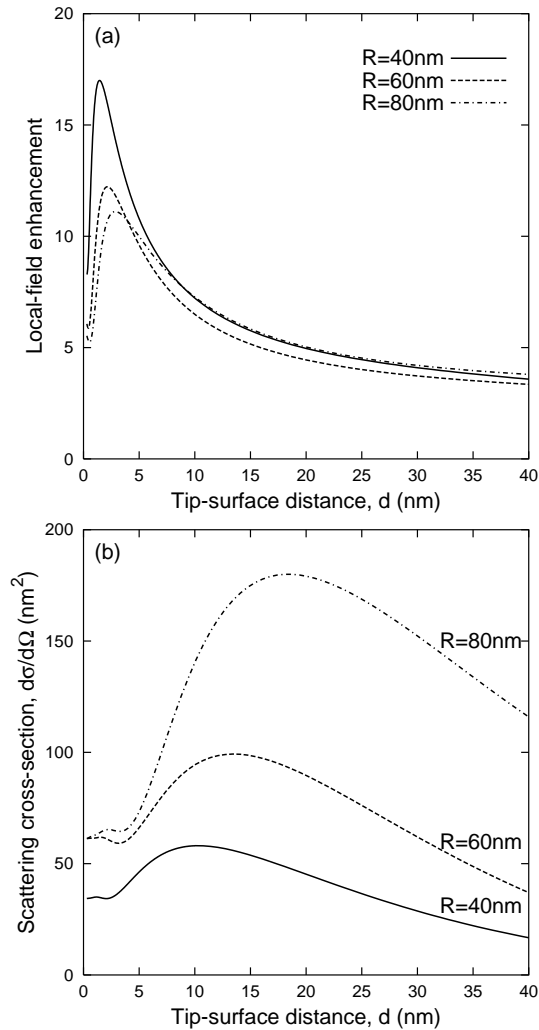 (a)
R=40nm
R=60nm
R=80nm
Local-field enhancement
20
15
10
5
0
0 5 10 15 20 25 30 35 40
Tip-surface distance, d (nm)
(b)
Scattering cross-section, dσ/dΩ (nm²)
200
150
100
50
0
R=80nm
R=60nm
R=40nm
0 5 10 15 20 25 30 35 40
Tip-surface distance, d (nm)